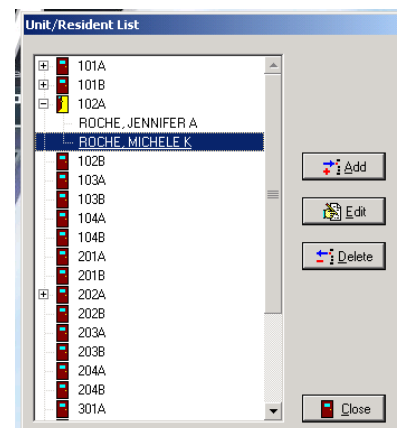 Unit/Resident List
101A
101B
102A
ROCHE, JENNIFER A
ROCHE, MICHELE K
102B
103A
103B
104A
104B
201A
201B
202A
202B
203A
203B
204A
204B
301A
Add
Edit
Delete
Close